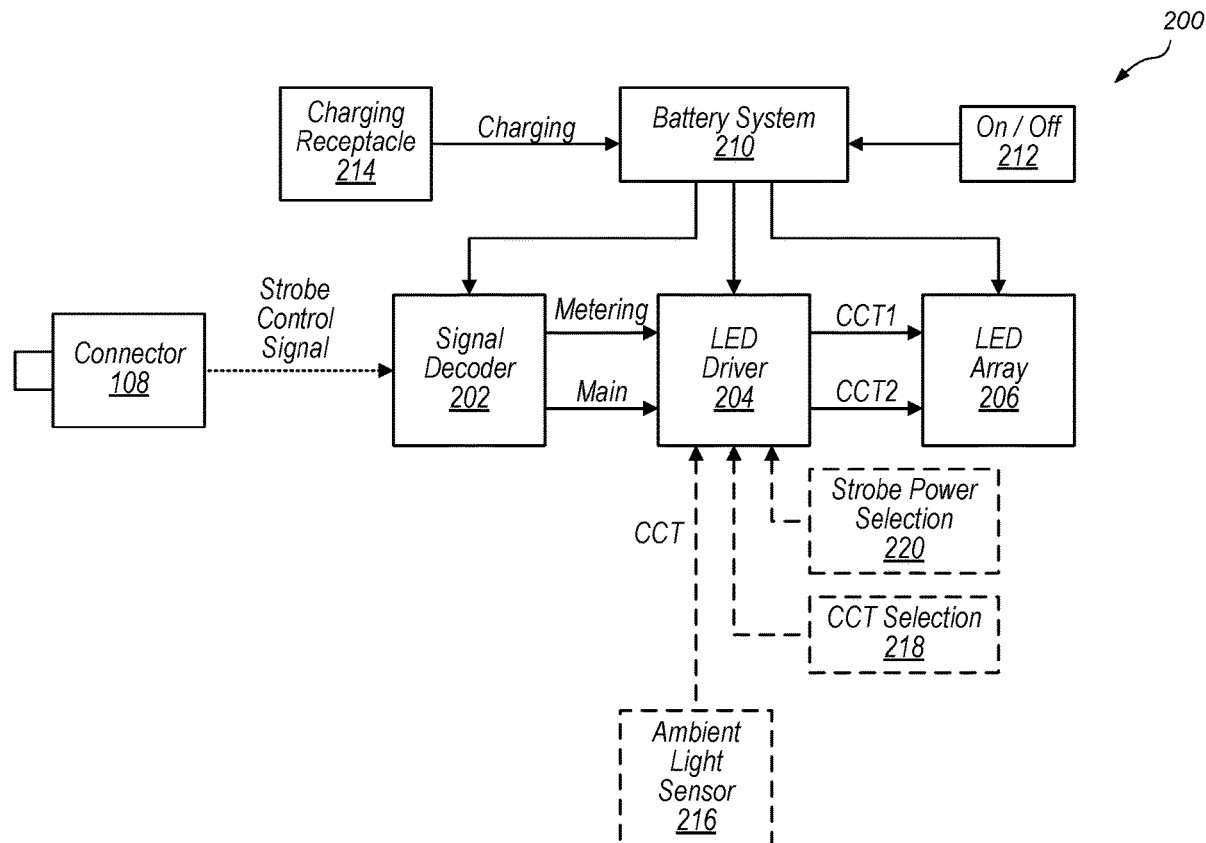 200
Charging
Receptacle
214
Charging
Battery System
210
On / Off
212
Connector
108
Strobe
Control
Signal
Signal
Decoder
202
Metering
Main
LED
Driver
204
CCT1
CCT2
LED
Array
206
Strobe Power
Selection
220
CCT
CCT Selection
218
Ambient
Light
Sensor
216